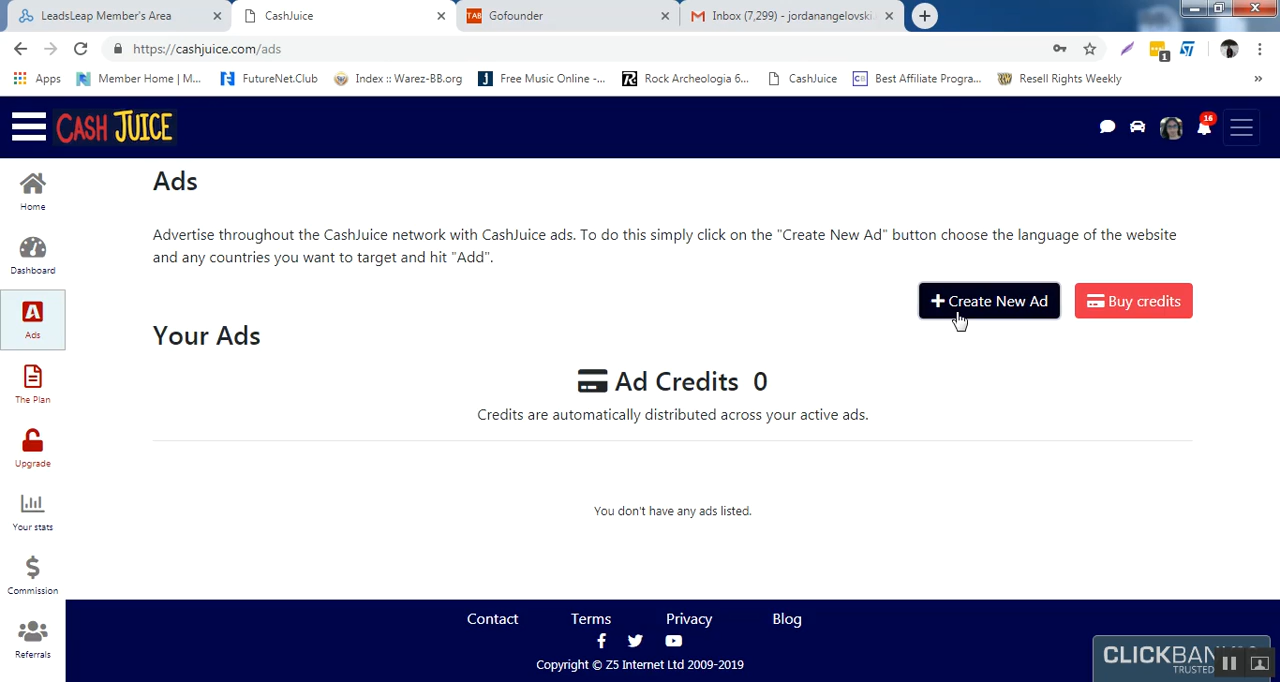 LeadsLeap Member's Area
CashJuice
TAB Gofounder
Inbox (7,299) - jordanangelovski
https://cashjuice.com/ads
1
Apps
Member Home | M...
FutureNet.Club
Index :: Warez-BB.org
Free Music Online -...
Rock Archeologia 6...
CashJuice
CB Best Affiliate Progra...
Resell Rights Weekly
»
CASH JUICE
16
Home
Dashboard
Ads
The Plan
Upgrade
Your stats
Commission
Referrals
Ads
Advertise throughout the CashJuice network with CashJuice ads. To do this simply click on the "Create New Ad" button choose the language of the website
and any countries you want to target and hit "Add".
Create New Ad
Buy credits
Your Ads
Ad Credits 0
Credits are automatically distributed across your active ads.
You don't have any ads listed.
Contact
Terms
Privacy
Blog
Copyright © Z5 Internet Ltd 2009-2019
TRUSTED